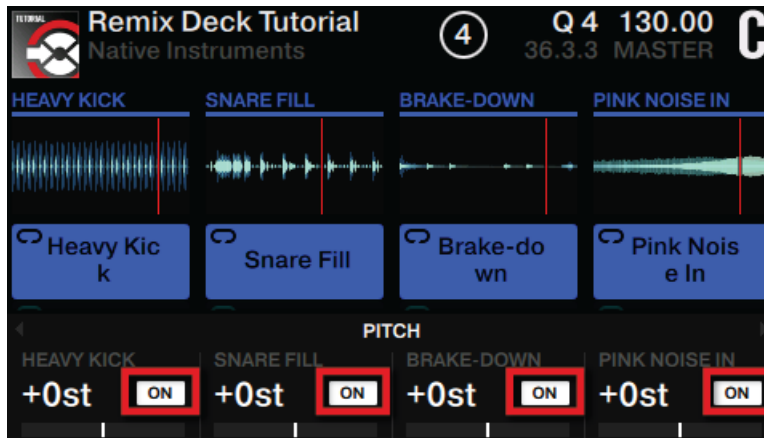 TUTORIAL
Remix Deck Tutorial
Native Instruments
4
Q 4 130.00
36.3.3 MASTER
C
HEAVY KICK SNARE FILL BRAKE-DOWN PINK NOISE IN
Heavy Kic
k
Snare Fill
Brake-do
wn
Pink Nois
e In
PITCH
HEAVY KICK SNARE FILL BRAKE-DOWN PINK NOISE IN
+0st ON +0st ON +0st ON +0st ON